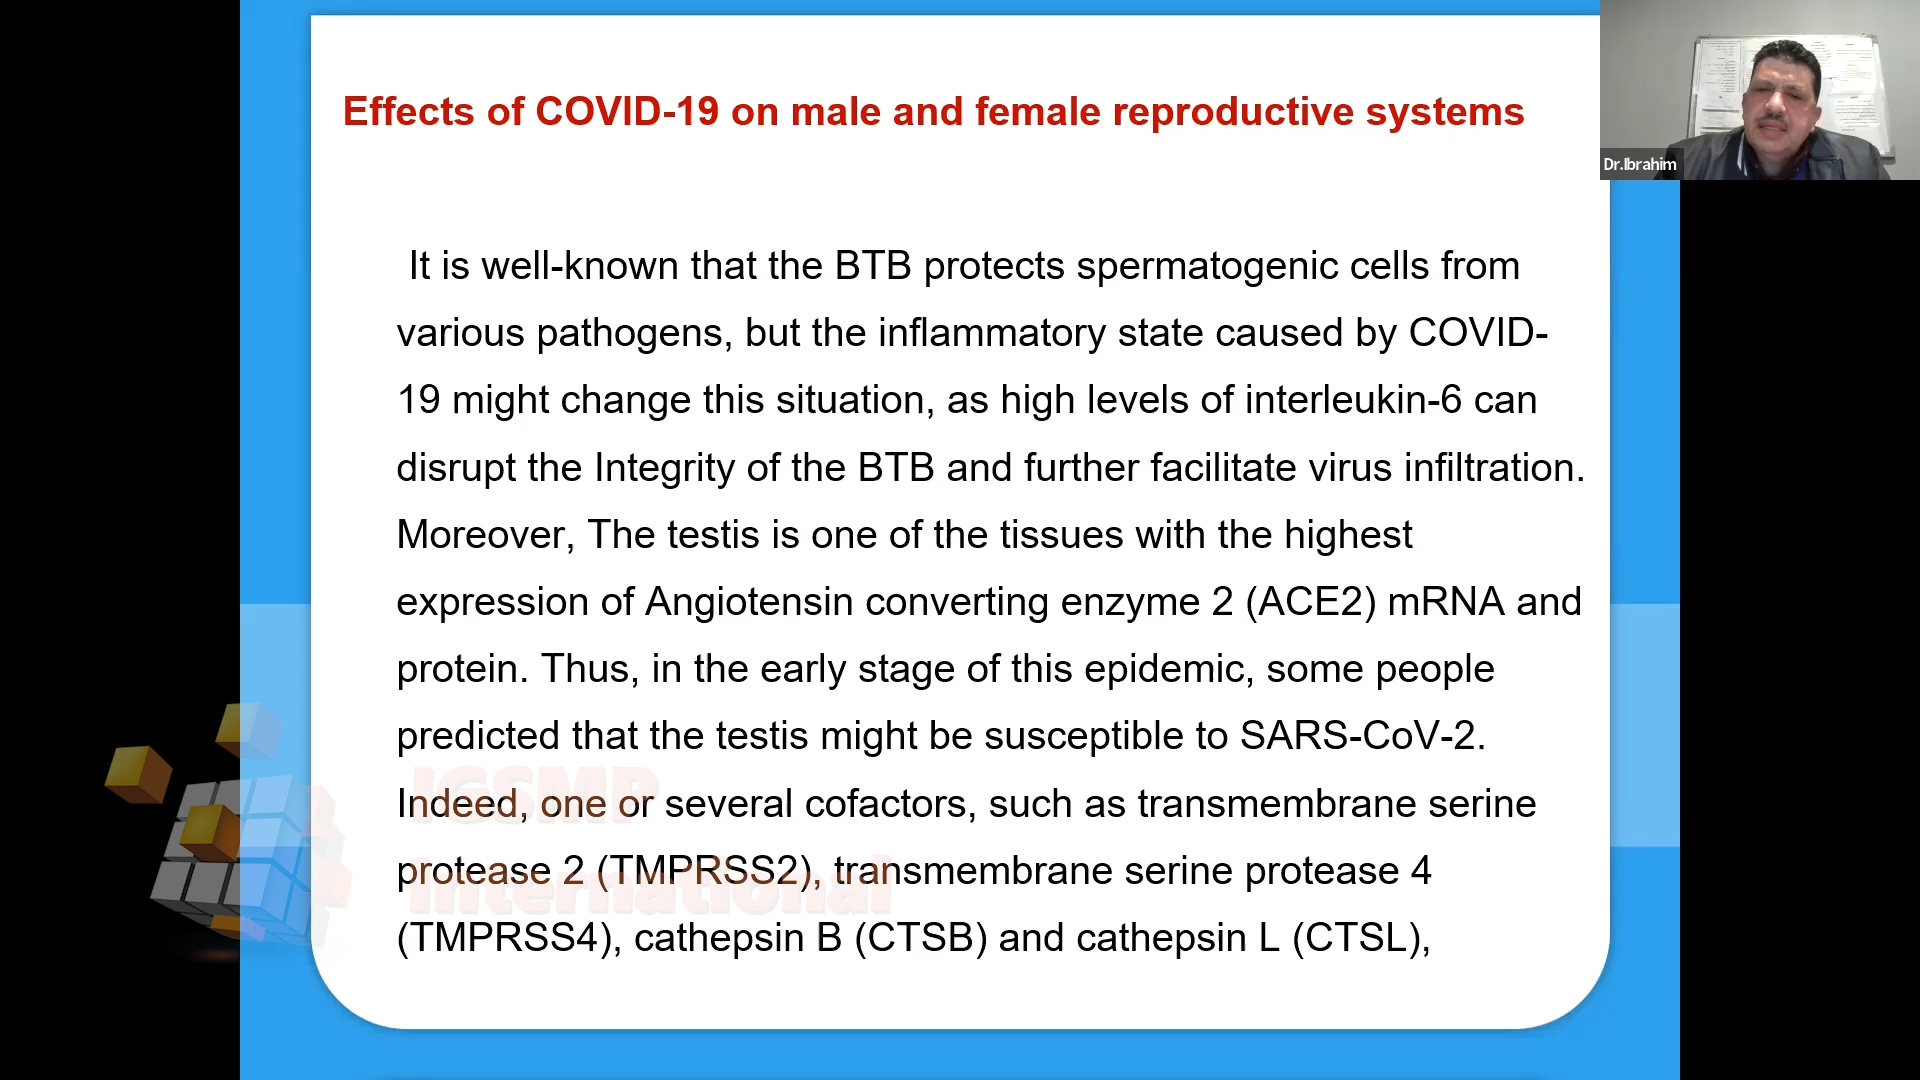 Effects of COVID-19 on male and female reproductive systems
Dr.Ibrahim
It is well-known that the BTB protects spermatogenic cells from
various pathogens, but the inflammatory state caused by COVID-
19 might change this situation, as high levels of interleukin-6 can
disrupt the Integrity of the BTB and further facilitate virus infiltration.
Moreover, The testis is one of the tissues with the highest
expression of Angiotensin converting enzyme 2 (ACE2) mRNA and
protein. Thus, in the early stage of this epidemic, some people
predicted that the testis might be susceptible to SARS-CoV-2.
Indeed, one or several cofactors, such as transmembrane serine
protease 2 (TMPRSS2), transmembrane serine protease 4
(TMPRSS4), cathepsin B (CTSB) and cathepsin L (CTSL),
IGSMP
International